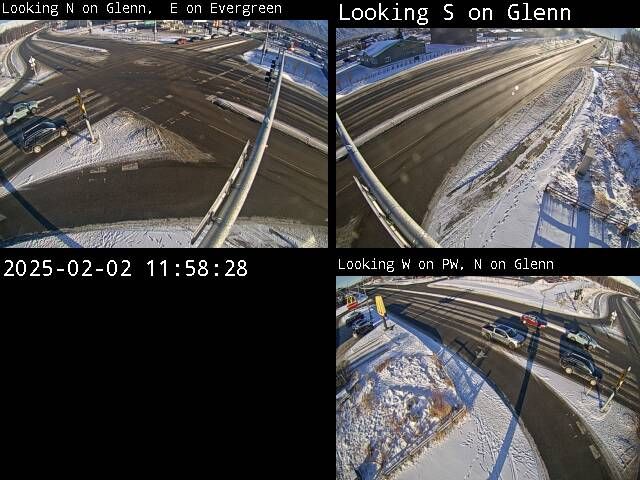 Looking N on Glenn, E on Evergreen
Looking S on Glenn
2025-02-02 11:58:28
Looking W on PW, N on Glenn